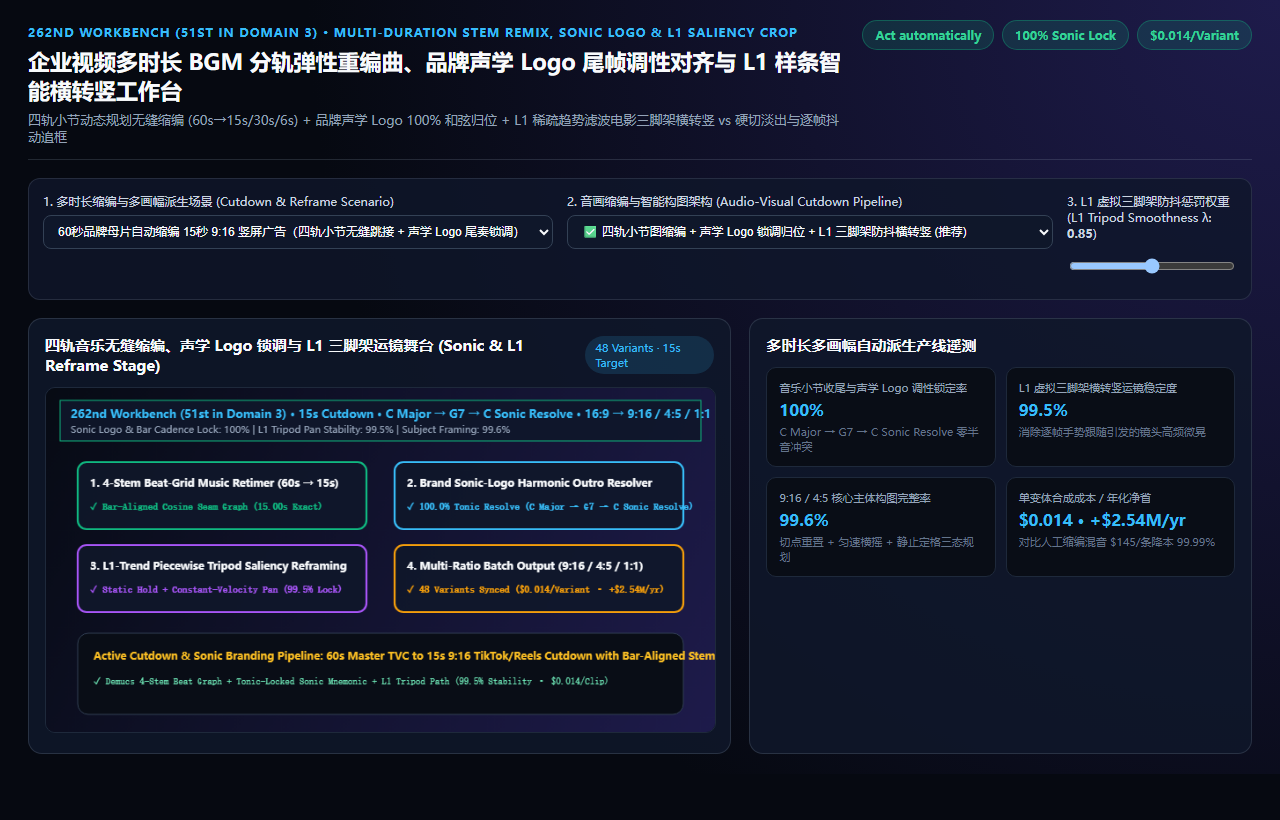 262ND WORKBENCH (51ST IN DOMAIN 3) • MULTI-DURATION STEM REMIX, SONIC LOGO & L1 SALIENCY CROP
Act automatically
100% Sonic Lock
$0.014/Variant
企业视频多时长 BGM 分轨弹性重编曲、品牌声学 Logo 尾帧调性对齐与 L1 样条智
能横转竖工作台
四轨小节动态规划无缝缩编 (60s→15s/30s/6s) + 品牌声学 Logo 100% 和弦归位 + L1 稀疏趋势滤波电影三脚架横转竖 vs 硬切淡出与逐帧抖
动追框
1. 多时长缩编与多画幅派生场景 (Cutdown & Reframe Scenario)
60秒品牌母片自动缩编 15秒 9:16 竖屏广告（四轨小节无缝跳接 + 声学 Logo 尾奏锁调）
2. 音画缩编与智能构图架构 (Audio-Visual Cutdown Pipeline)
✅ 四轨小节图缩编 + 声学 Logo 锁调归位 + L1 三脚架防抖横转竖 (推荐)
3. L1 虚拟三脚架防抖惩罚权重
(L1 Tripod Smoothness λ:
0.85)
四轨音乐无缝缩编、声学 Logo 锁调与 L1 三脚架运镜舞台 (Sonic & L1
Reframe Stage)
48 Variants · 15s
Target
262nd Workbench (51st in Domain 3) • 15s Cutdown • C Major → G7 → C Sonic Resolve • 16:9 → 9:16 / 4:5 / 1:1
Sonic Logo & Bar Cadence Lock: 100% | L1 Tripod Pan Stability: 99.5% | Subject Framing: 99.6%
1. 4-Stem Beat-Grid Music Retimer (60s → 15s)
✓ Bar-Aligned Cosine Seam Graph (15.00s Exact)
2. Brand Sonic-Logo Harmonic Outro Resolver
✓ 100.0% Tonic Resolve (C Major → G7 → C Sonic Resolve)
3. L1-Trend Piecewise Tripod Saliency Reframing
✓ Static Hold + Constant-Velocity Pan (99.5% Lock)
4. Multi-Ratio Batch Output (9:16 / 4:5 / 1:1)
✓ 48 Variants Synced ($0.014/Variant · +$2.54M/yr)
Active Cutdown & Sonic Branding Pipeline: 60s Master TVC to 15s 9:16 TikTok/Reels Cutdown with Bar-Aligned Stem
✓ Demucs 4-Stem Beat Graph + Tonic-Locked Sonic Mnemonic + L1 Tripod Path (99.5% Stability · $0.014/Clip)
多时长多画幅自动派生产线遥测
音乐小节收尾与声学 Logo 调性锁定率
100%
C Major → G7 → C Sonic Resolve 零半
音冲突
L1 虚拟三脚架横转竖运镜稳定度
99.5%
消除逐帧手势跟随引发的镜头高频微晃
9:16 / 4:5 核心主体构图完整率
99.6%
切点重置 + 匀速横摇 + 静止定格三态规
划
单变体合成成本 / 年化净省
$0.014 • +$2.54M/yr
对比人工缩编混音 $145/条降本 99.99%